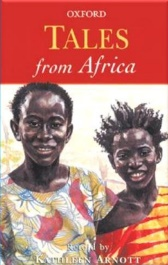 OXFORD
TALES
from Africa
Retold by
KATHLEEN ARNOTT